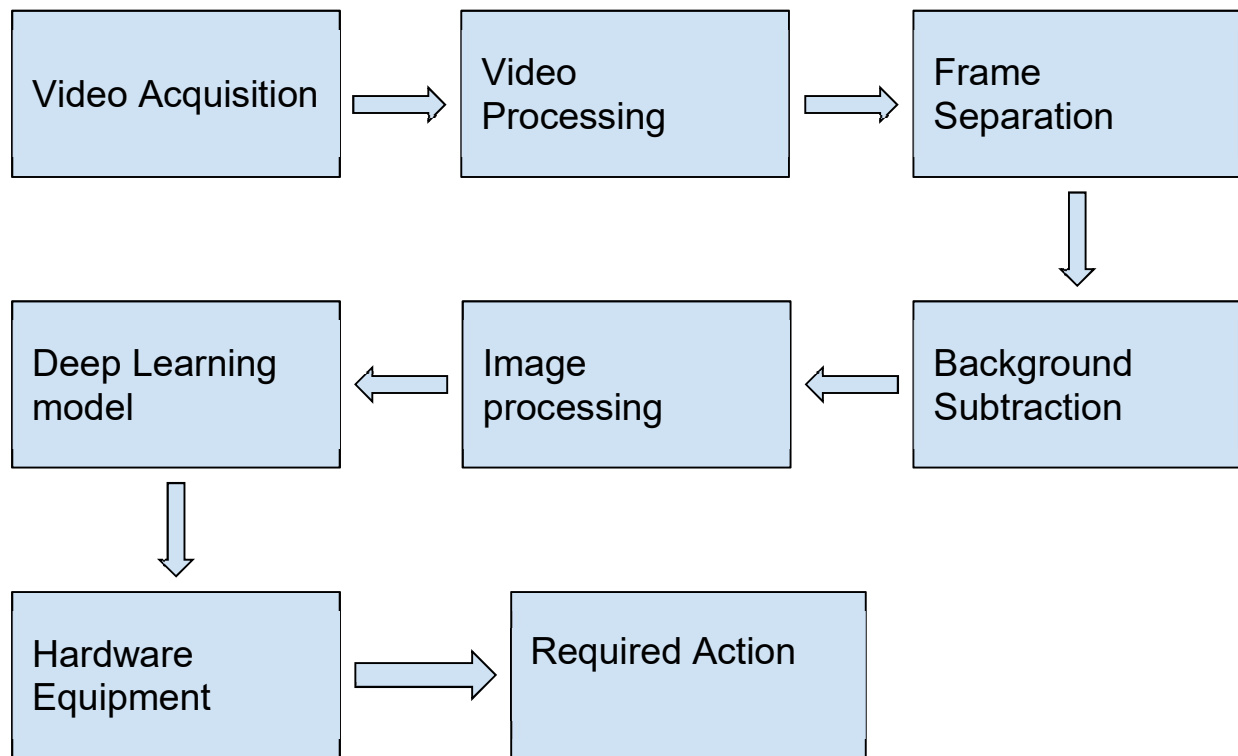 Video Acquisition
Video
Processing
Frame
Separation
Background
Subtraction
Image
processing
Deep Learning
model
Hardware
Equipment
Required Action